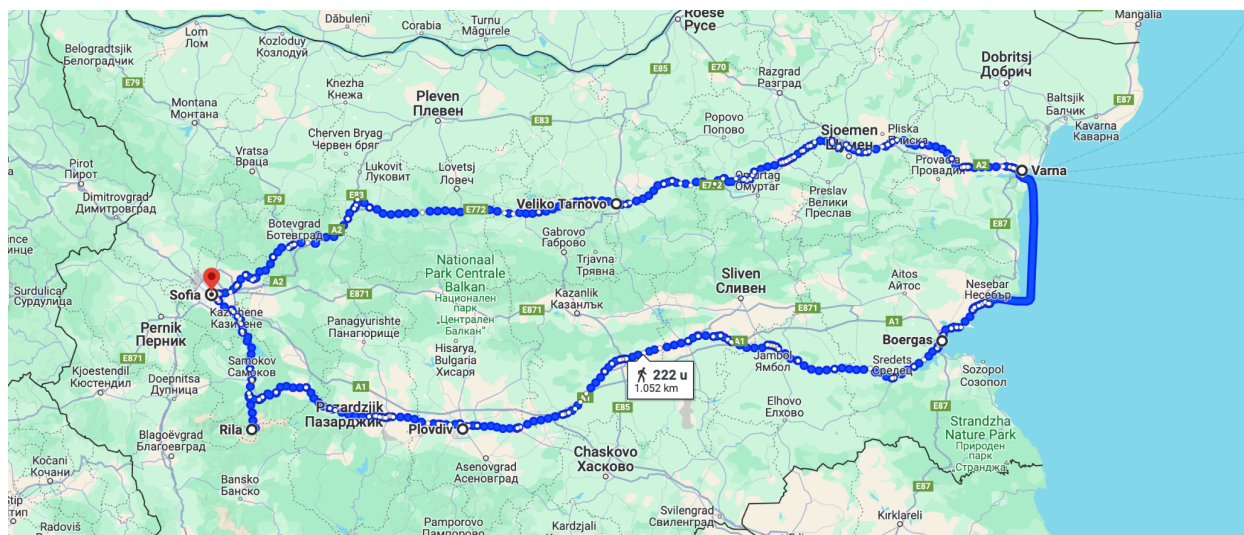 Dăbuleni
Turnu
Măgurele
Roese
Русе
Mangalia
Lom
Лом
Kozloduy
Козлодуй
Corabia
Belogradtsjik
Белоградчик
E79
E85
E70
Razgrad
Разград
Dobritsj
Добрич
E87
Knezha
Кнежа
Montana
Монтана
Pleven
Плевен
E83
Popovo
Попово
Baltsjik
Балчик
Kavarna
Каварна
Cherven Bryag
Червен бряг
Sjoemen
Pliska
Vratsa
Враца
Pirot
Пирот
Lukovit
Луковит
Lovetsj
Ловеч
Provadia
Провадия
A2
Varna
Dimitrovgrad
Димитровград
E79
E83
E772
Омуртаг
Preslav
Велики
Преслав
Veliko Tarnovo
Botevgrad
Ботевград
A2
E87
Gabrovo
Габрово
Trjavna
Трявна
Nationaal
Park Centrale
Balkan
Национален
парк
„Централен
Балкан“
Sliven
Сливен
Aitos
Айтос
Nesebar
Несебър
A2
Surdulica
Сурдулица
Sofia
E871
Kazanlik
Казанлък
E871
E871
Pernik
Перник
Panagyurishte
Панагюрище
A1
Hisarya,
Bulgaria
Хисаря
A1
Boergas
E871
Samokov
Самоков
Jambol
Ямбол
Sredets
Средец
Sozopol
Созопол
Kjoestendil
Кюстендил
Doepnitsa
Дупница
222 u
1.052 km
A1
A1
E85
Elhovo
Елхово
Pazardzjik
Пазарджик
E87
Strandzha
Nature Park
Природен
парк
Странджа
Rila
Plovdiv
Blagoëvgrad
Благоевград
Chaskovo
Хасково
Kočani
Кочани
Asenovgrad
Асеновград
Bansko
Банско
E87
Radoviš
Pamporovo
Kardzjali
Svilengrad
Свиленград
Kırklareli